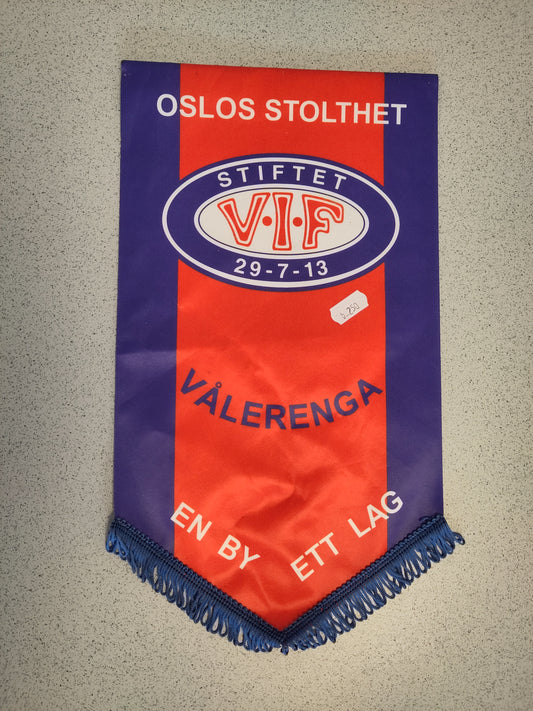 OSLOS STOLTHET
STIFTET
V·I·F
29-7-13
VÅLERENGA
EN BY ETT LAG